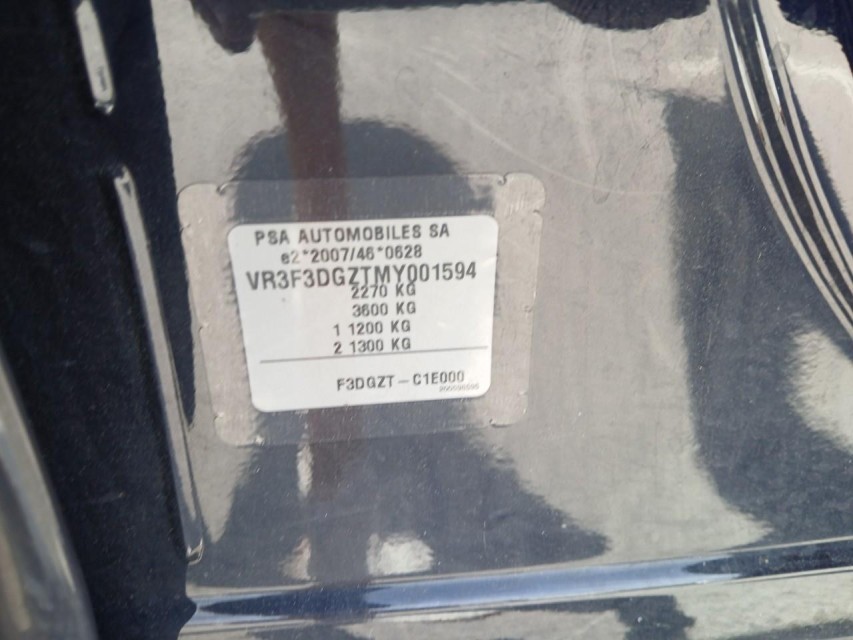 PSA AUTOMOBILES SA
e2*2007/46*0628
VR3F3DGZTMY001594
2270 KG
3600 KG
1 1200 KG
2 1300 KG
F3DGZT-C1E000